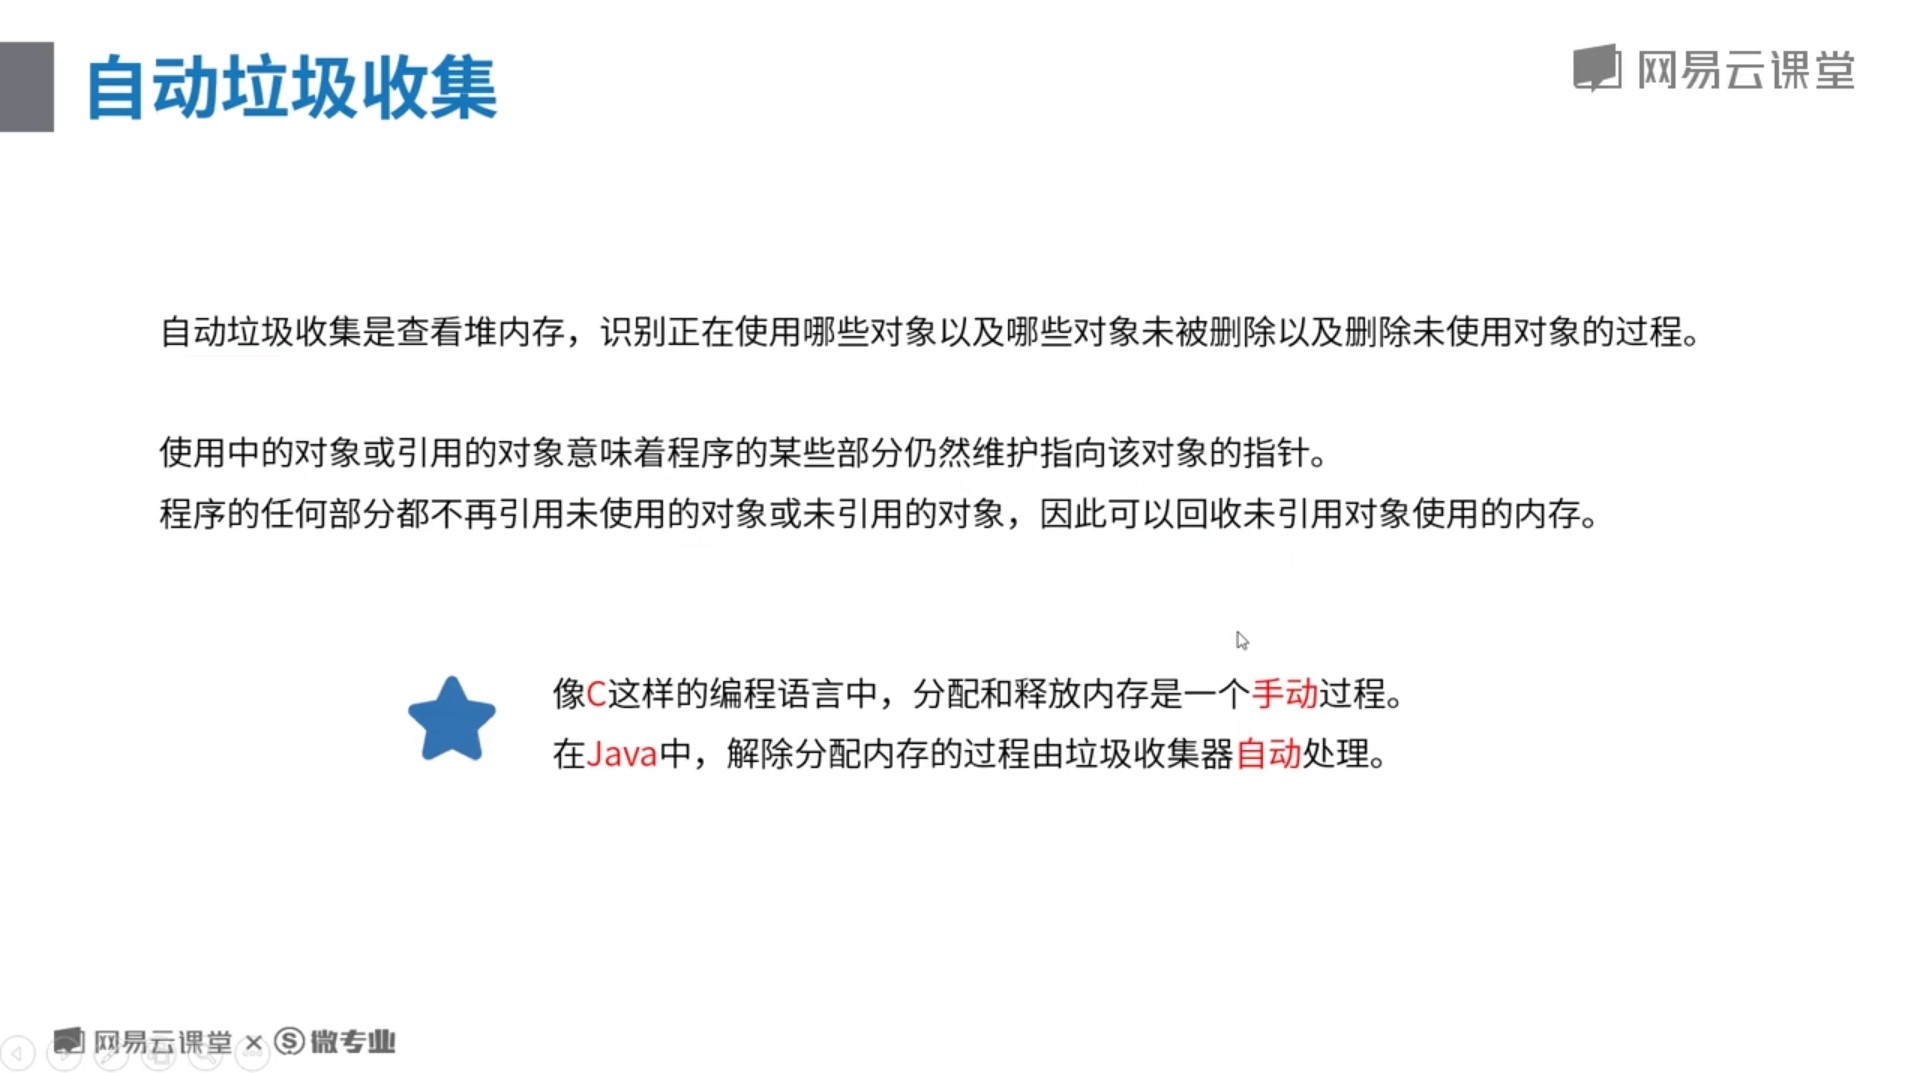 自动垃圾收集
网易云课堂
自动垃圾收集是查看堆内存，识别正在使用哪些对象以及哪些对象未被删除以及删除未使用对象的过程。
使用中的对象或引用的对象意味着程序的某些部分仍然维护指向该对象的指针。
程序的任何部分都不再引用未使用的对象或未引用的对象，因此可以回收未引用对象使用的内存。
像C这样的编程语言中，分配和释放内存是一个手动过程。
在Java中，解除分配内存的过程由垃圾收集器自动处理。
网易云课堂 × 微专业